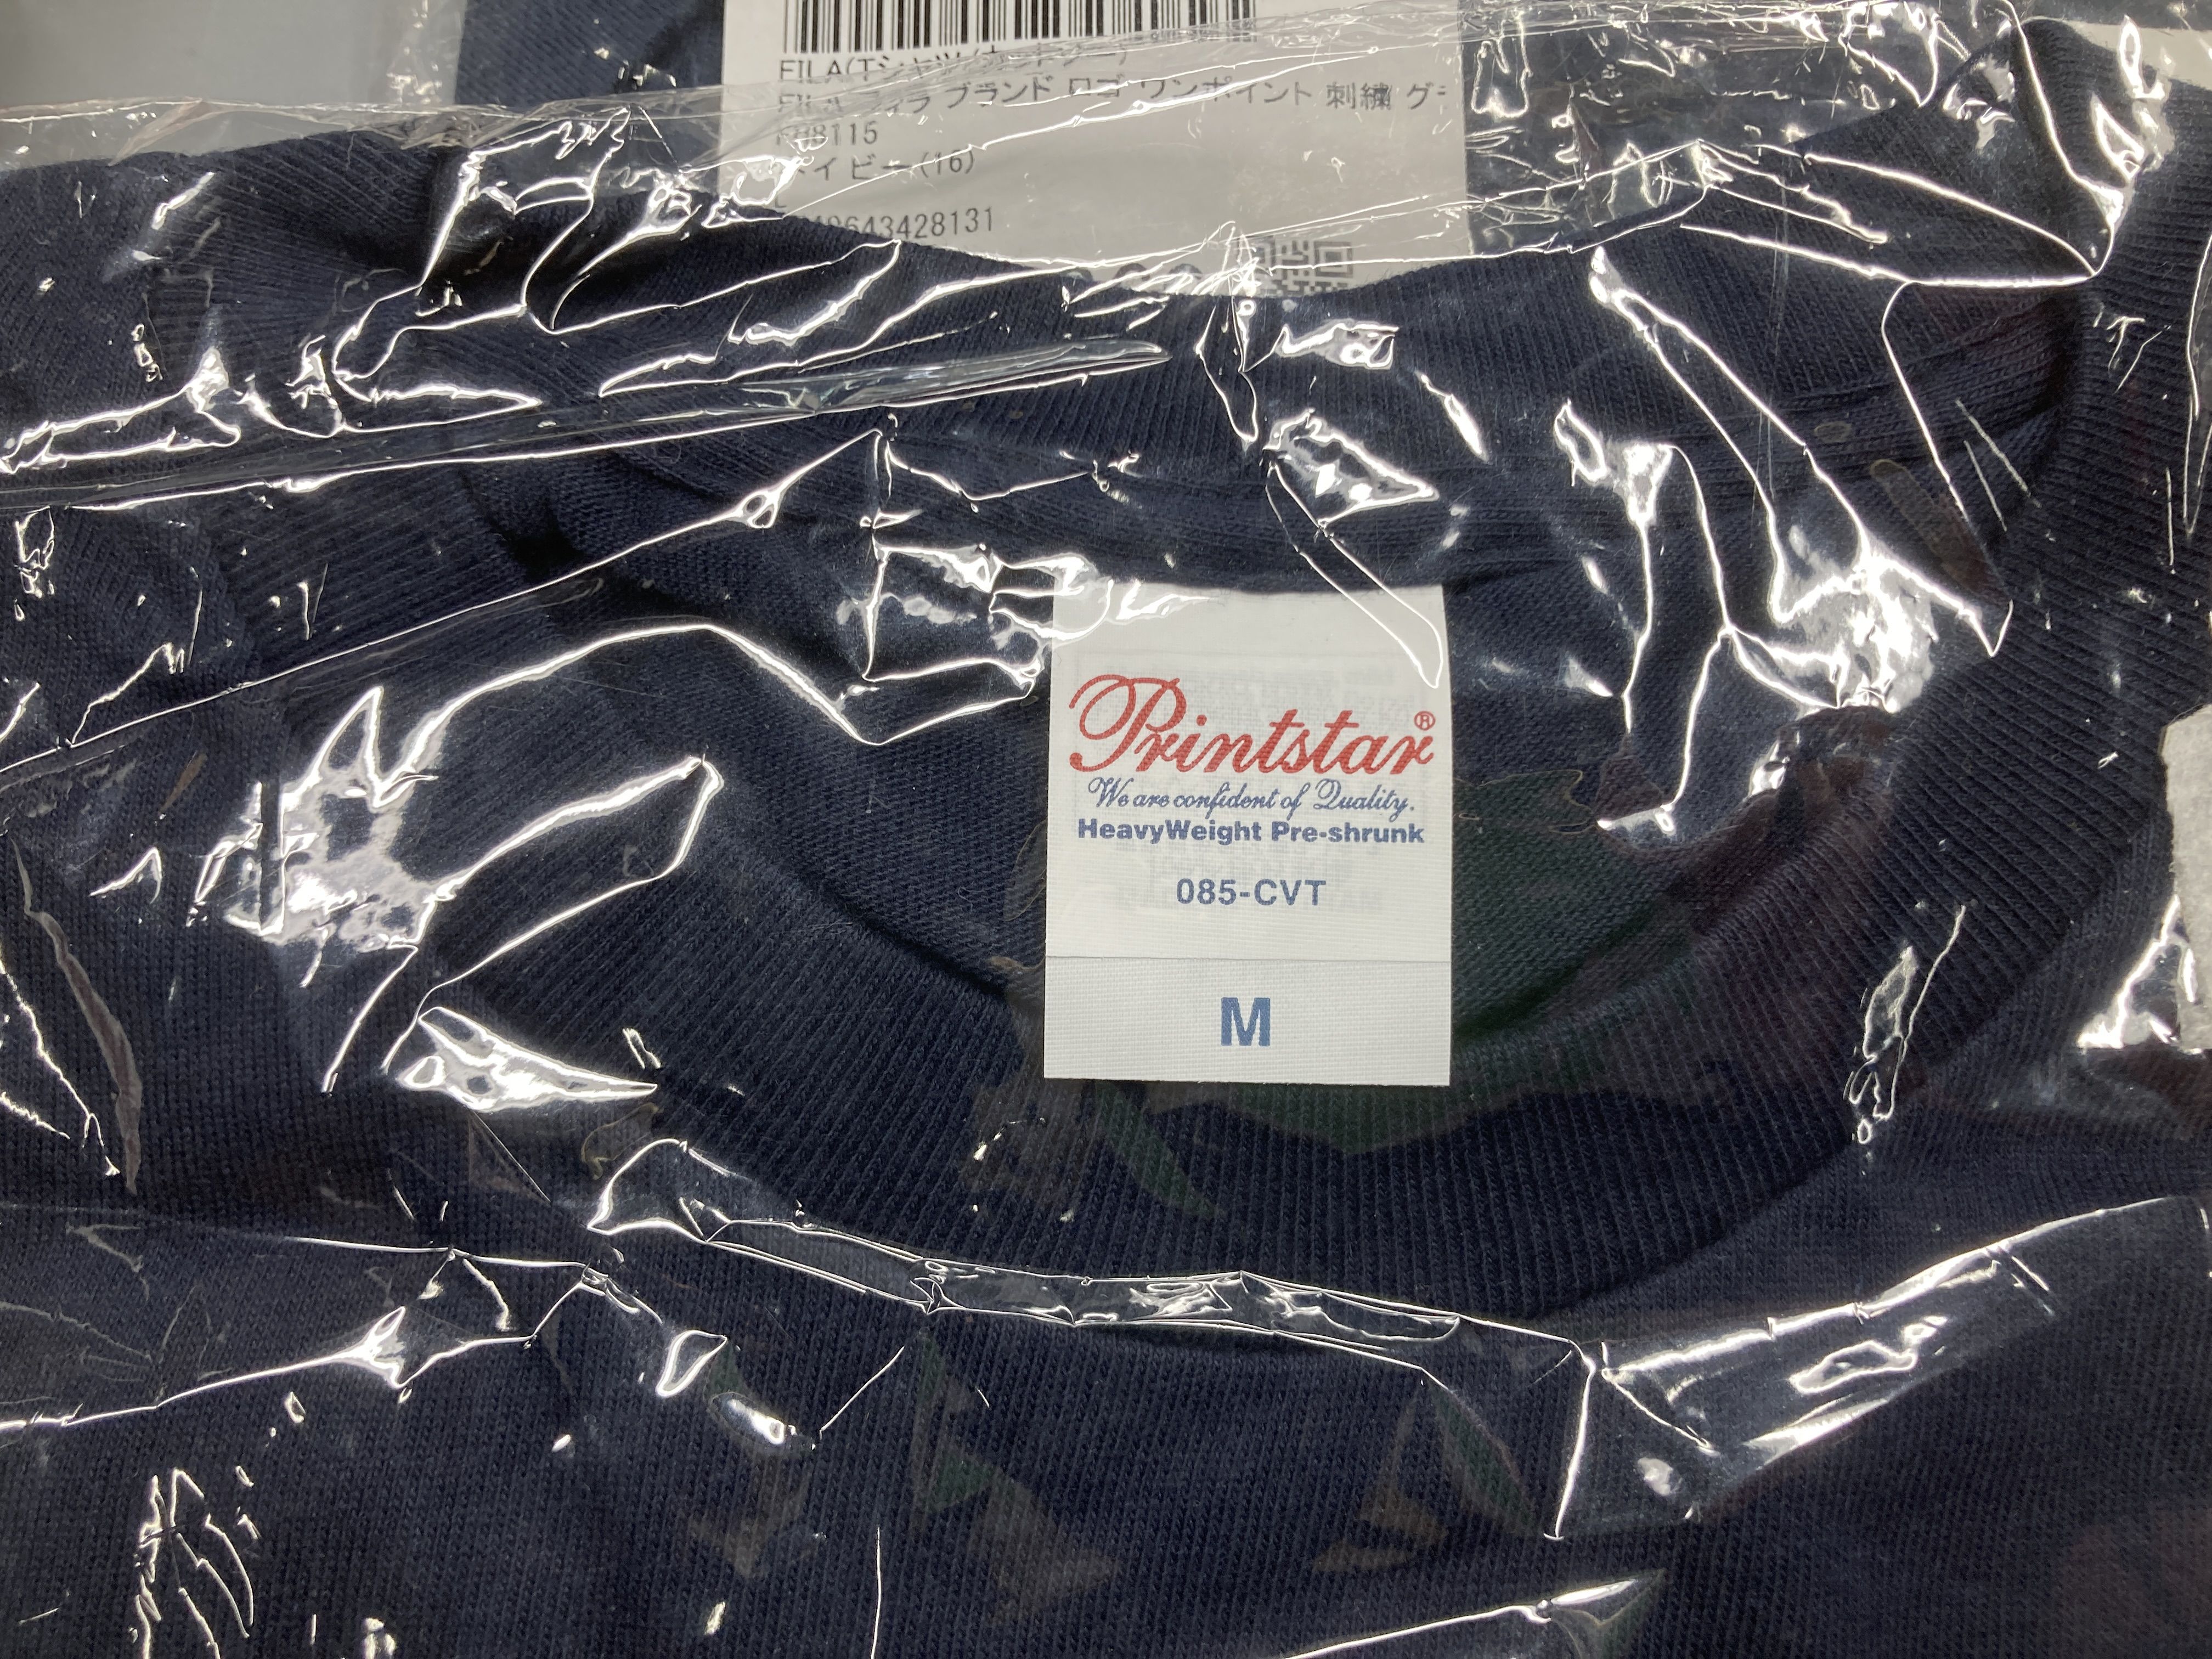 FILA(Tシャツ/カットソー)
FILA フィラ ブランド ロゴ ワンポイント 刺繍
ネイビー(16)
L
Printstar®
We are confident of Quality.
HeavyWeight Pre-shrunk
085-CVT
M